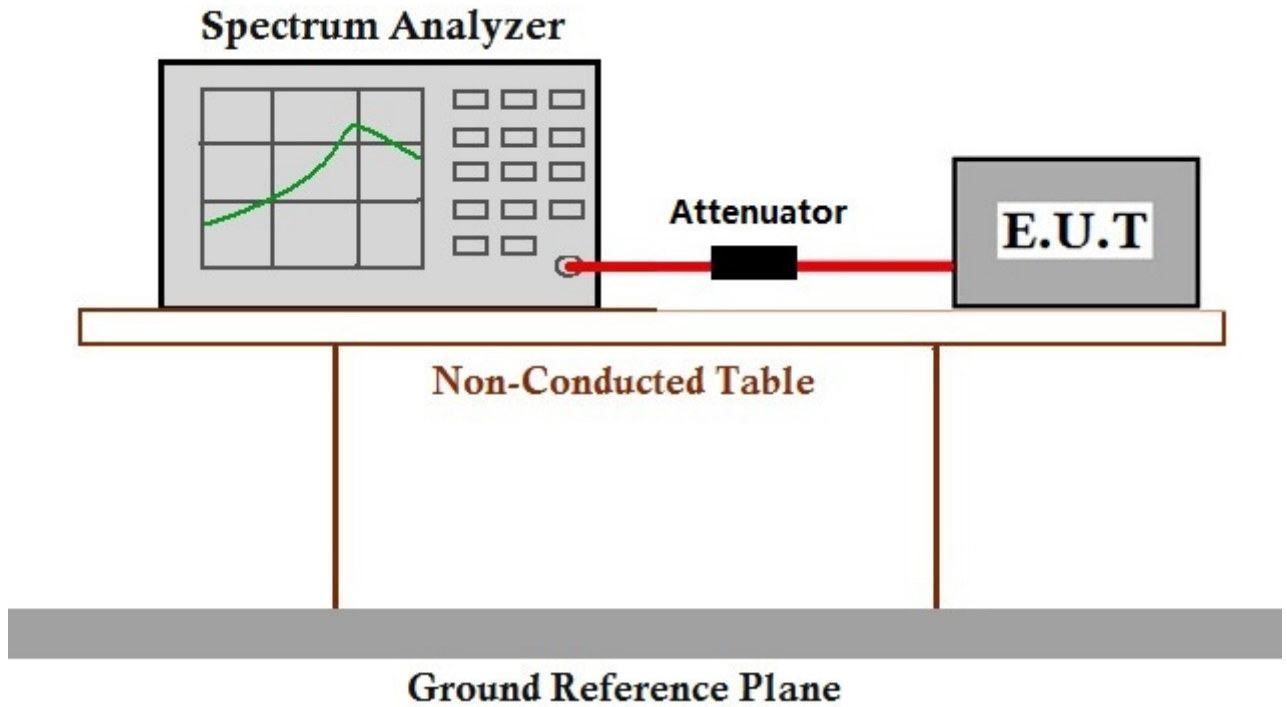 Spectrum Analyzer
Attenuator
E.U.T
Non-Conducted Table
Ground Reference Plane